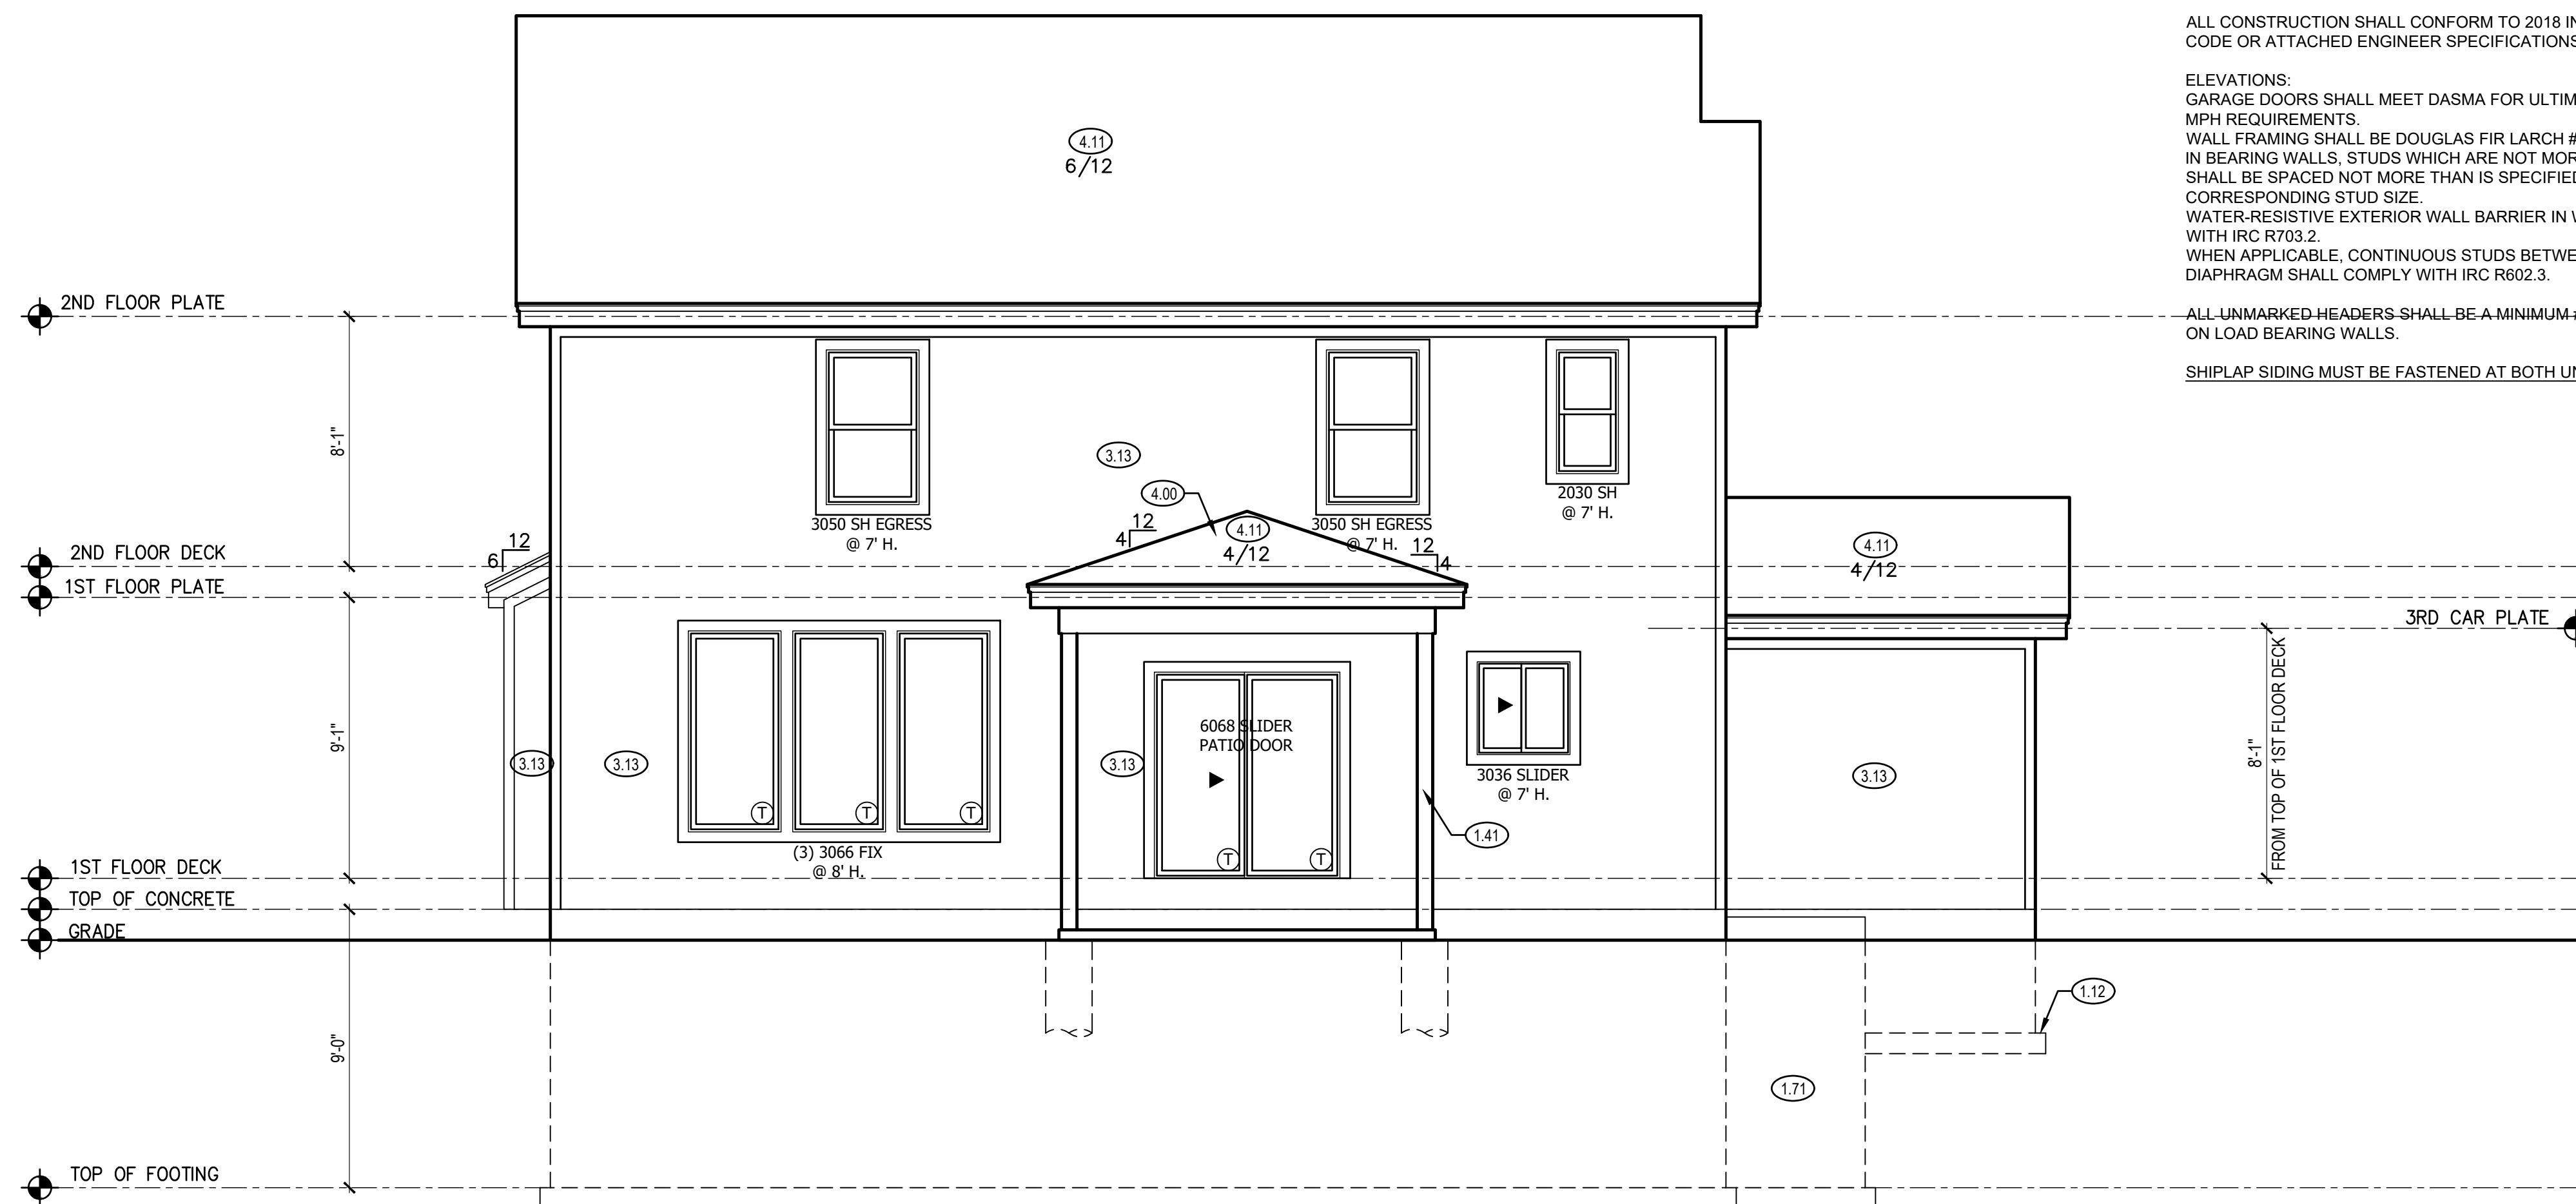 ALL CONSTRUCTION SHALL CONFORM TO 2018 IN
CODE OR ATTACHED ENGINEER SPECIFICATIONS
ELEVATIONS:
GARAGE DOORS SHALL MEET DASMA FOR ULTIM
MPH REQUIREMENTS.
WALL FRAMING SHALL BE DOUGLAS FIR LARCH #
IN BEARING WALLS, STUDS WHICH ARE NOT MOR
SHALL BE SPACED NOT MORE THAN IS SPECIFIED
CORRESPONDING STUD SIZE.
WATER-RESISTIVE EXTERIOR WALL BARRIER IN
WITH IRC R703.2.
WHEN APPLICABLE, CONTINUOUS STUDS BETWE
DIAPHRAGM SHALL COMPLY WITH IRC R602.3.
ALL UNMARKED HEADERS SHALL BE A MINIMUM #
ON LOAD BEARING WALLS.
SHIPLAP SIDING MUST BE FASTENED AT BOTH UN
4.11
6/12
2ND FLOOR PLATE
8'-1"
3.13
4.00
3050 SH EGRESS
@ 7' H.
3050 SH EGRESS
@ 7' H.
2030 SH
@ 7' H.
12
4
4.11
4/12
12
4
12
6
4.11
4/12
2ND FLOOR DECK
1ST FLOOR PLATE
3RD CAR PLATE
9'-1"
8'-1"
FROM TOP OF 1ST FLOOR DECK
6068 SLIDER
PATIO DOOR
3.13
3.13
3.13
3036 SLIDER
@ 7' H.
3.13
T
T
T
1.41
(3) 3066 FIX
@ 8' H.
T
T
1ST FLOOR DECK
TOP OF CONCRETE
GRADE
1.12
9'-0"
1.71
TOP OF FOOTING